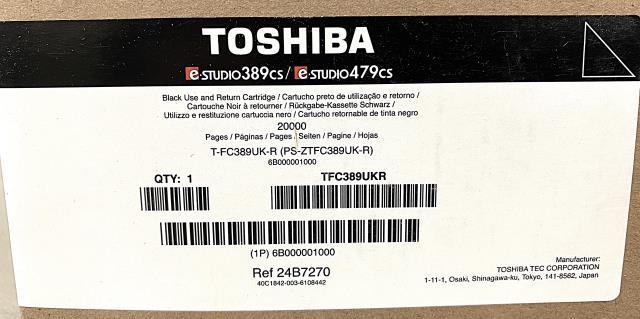 TOSHIBA
e-STUDIO389CS / e-STUDIO479CS
Black Use and Return Cartridge / Cartucho preto de utilização e retorno /
Cartouche Noir à retourner / Rückgabe-Kassette Schwarz /
Utilizzo e restituzione cartuccia nero / Cartucho retornable de tinta negro
20000
Pages / Páginas / Pages / Seiten / Pagine / Hojas
T-FC389UK-R (PS-ZTFC389UK-R)
6B000001000
QTY: 1 TFC389UKR
(1P) 6B000001000
Ref 24B7270
40C1842-003-6108442
Manufacturer:
TOSHIBA TEC CORPORATION
1-11-1, Osaki, Shinagawa-ku, Tokyo, 141-8562, Japan